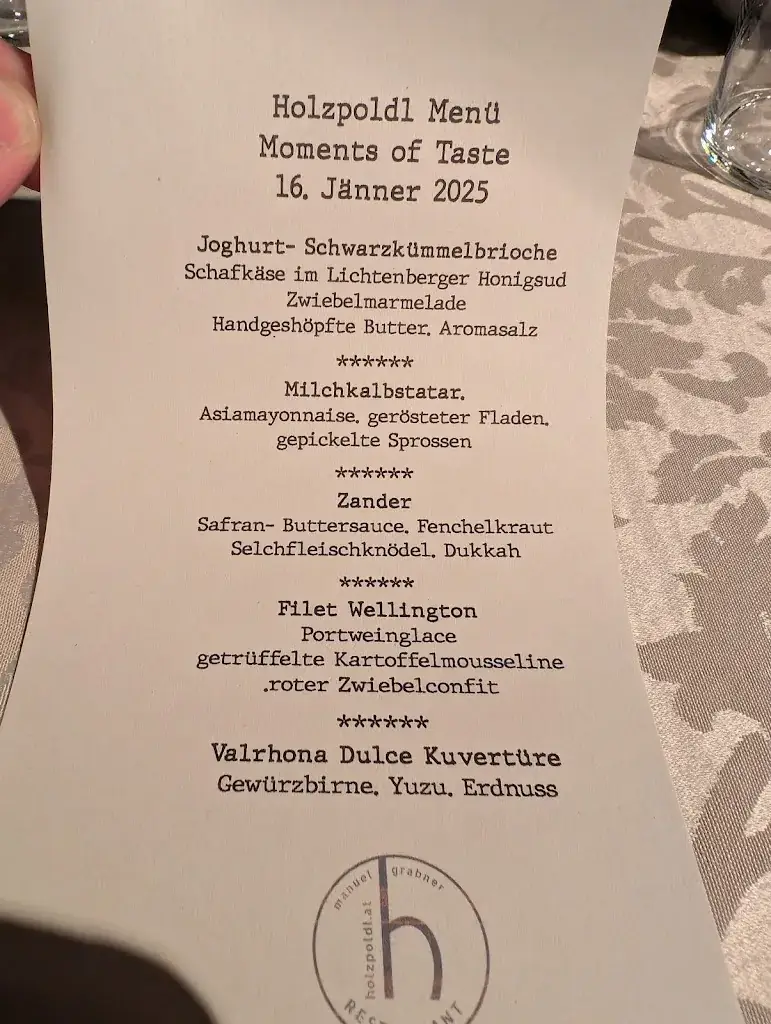 Holzpoldl Menü
Moments of Taste
16. Jänner 2025
Joghurt- Schwarzkümmelbrioche
Schafkäse im Lichtenberger Honigsud
Zwiebelmarmelade
Handgeshöpfte Butter. Aromasalz
******
Milchkalbstatar.
Asiamayonnaise. gerösteter Fladen.
gepickelte Sprossen
******
Zander
Safran- Buttersauce. Fenchelkraut
Selchfleischknödel. Dukkah
******
Filet Wellington
Portweinglace
getrüffelte Kartoffelmousseline
.roter Zwiebelconfit
******
Valrhona Dulce Kuvertüre
Gewürzbirne. Yuzu. Erdnuss
manuel grabner
holzpoldl.at
h